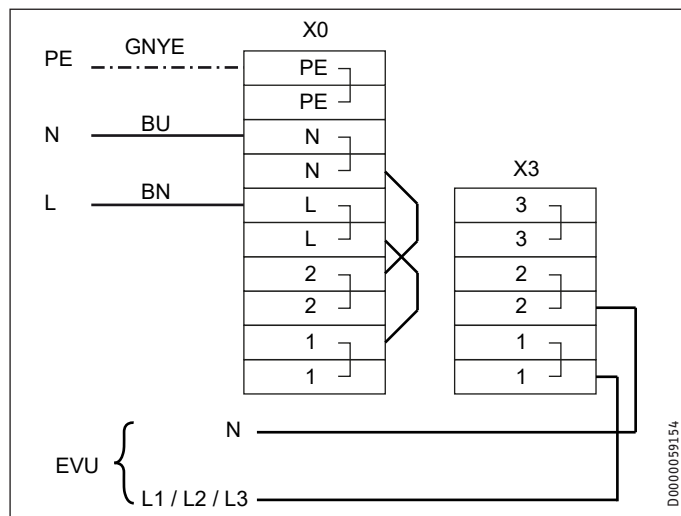 X0
PE GNYE PE
PE
N BU N
N
L BN L
L
2
2
1
1
X3
3
3
2
2
1
1
EVU
N
L1 / L2 / L3
D0000059154